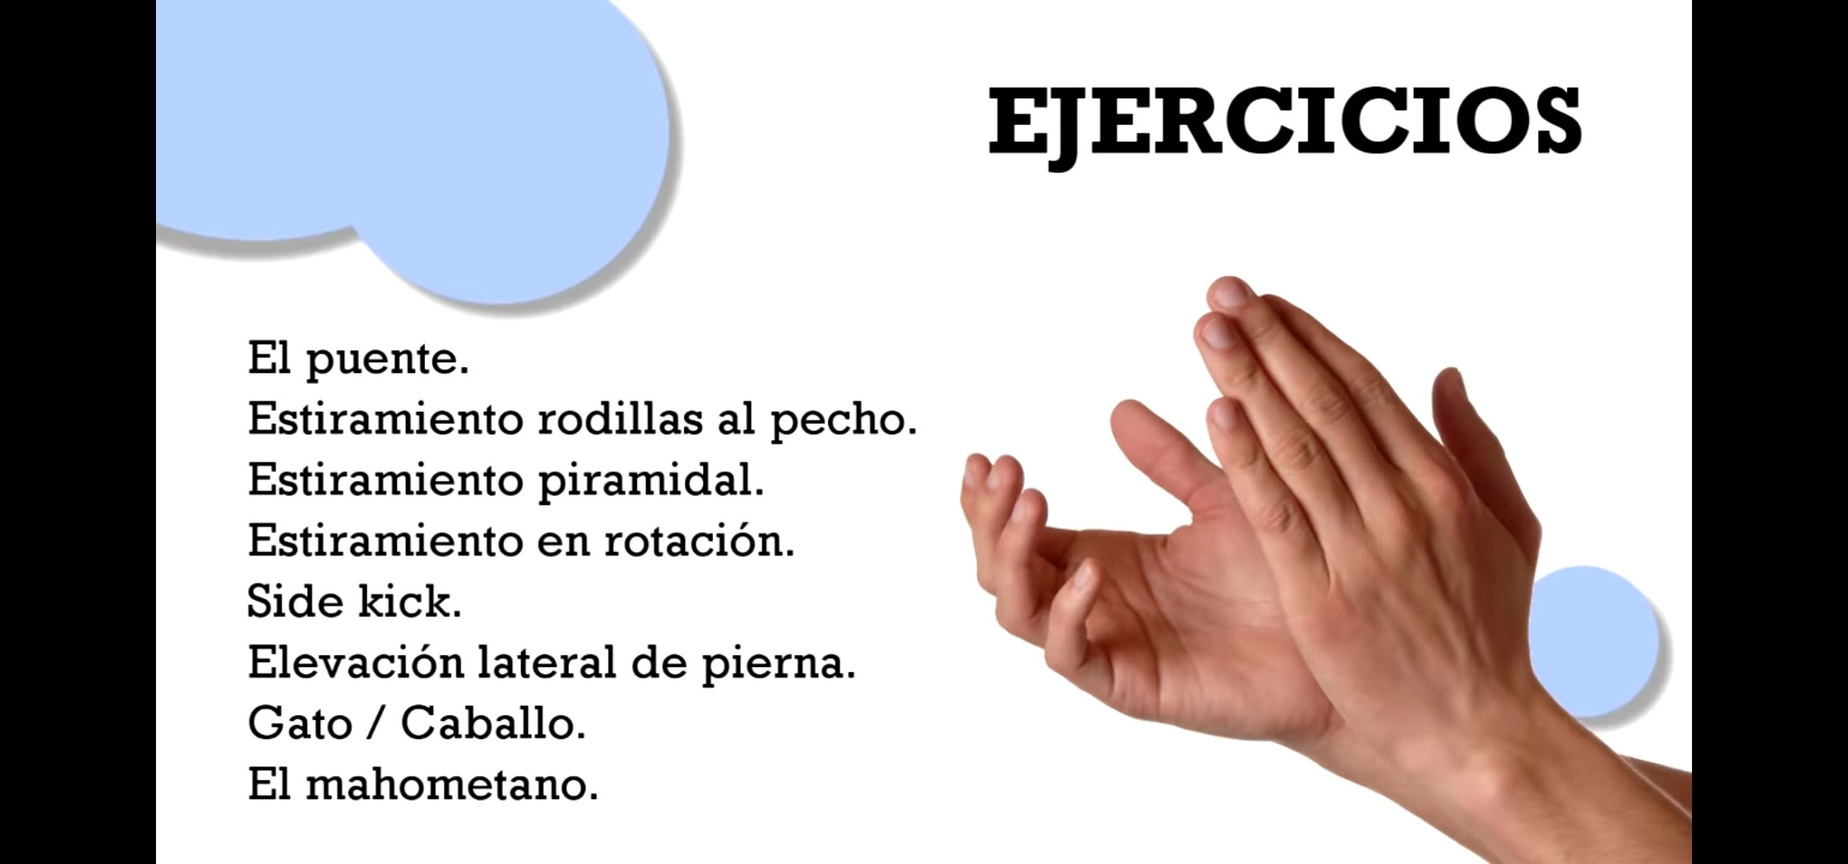 EJERCICIOS
El puente.
Estiramiento rodillas al pecho.
Estiramiento piramidal.
Estiramiento en rotación.
Side kick.
Elevación lateral de pierna.
Gato / Caballo.
El mahometano.